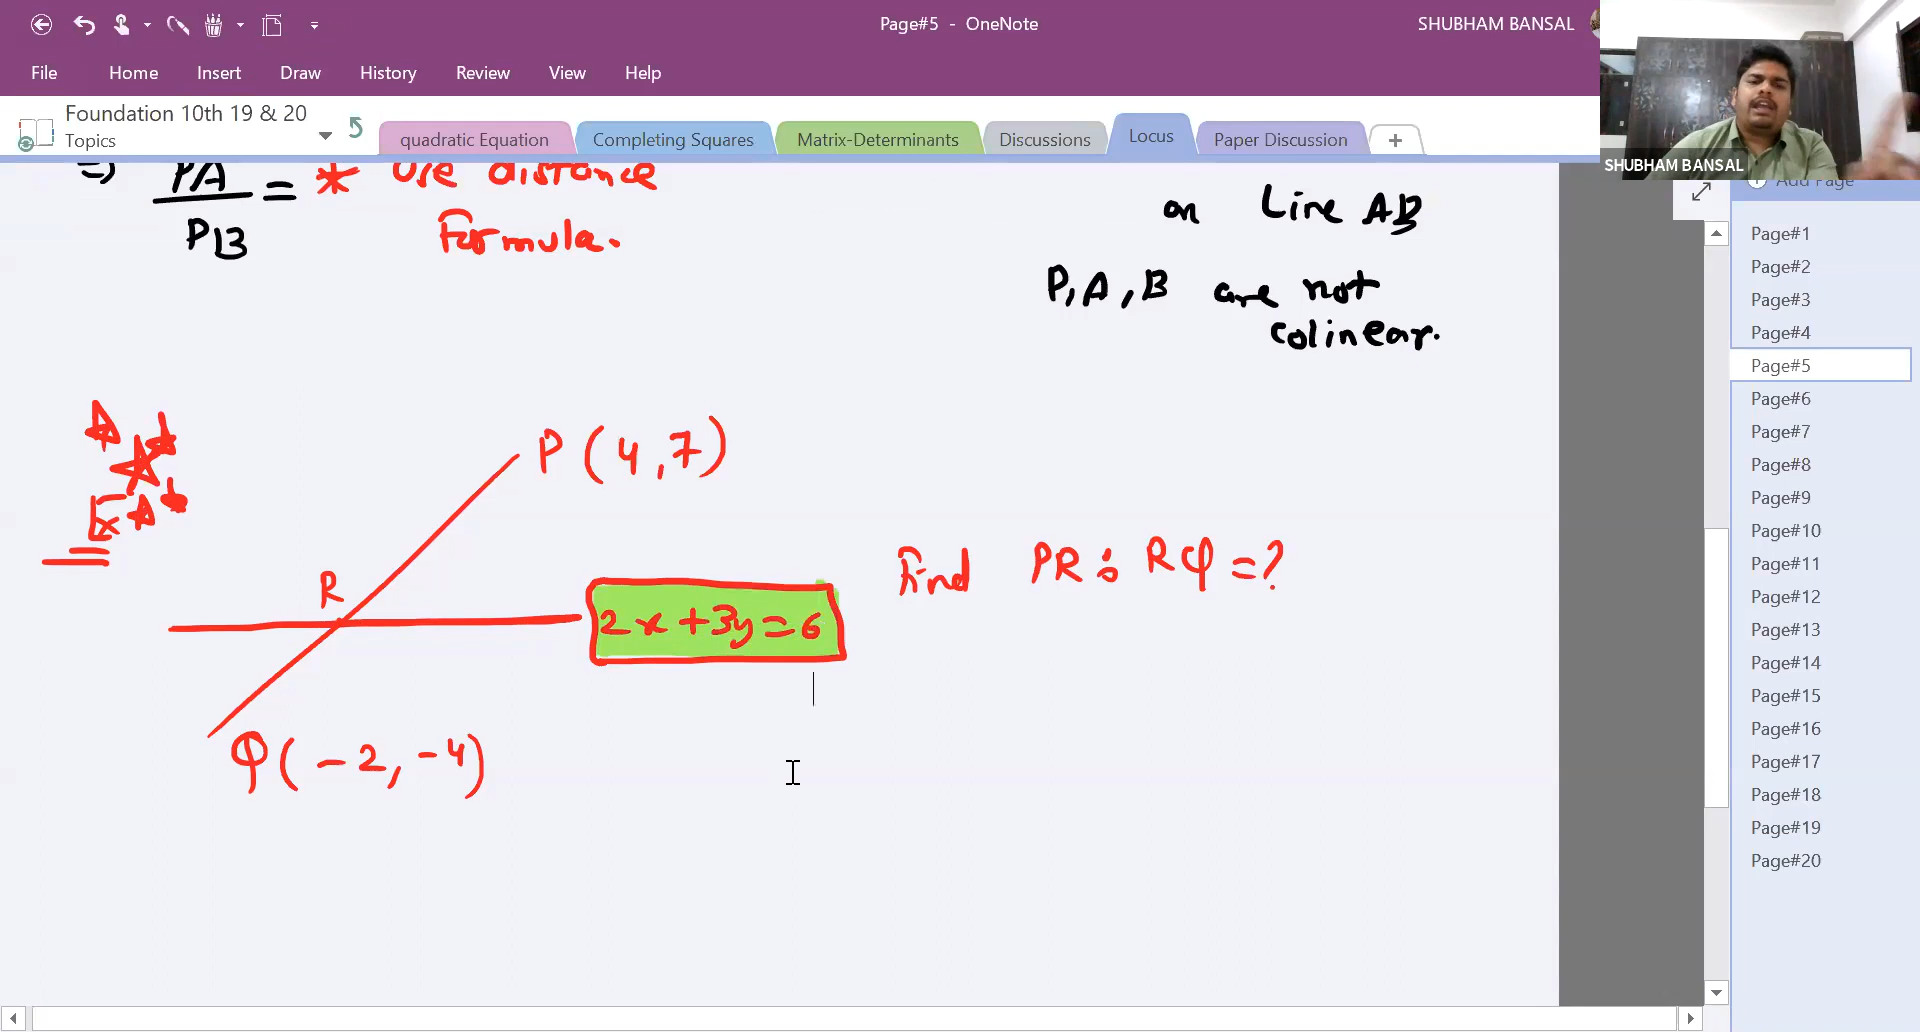 Page#5 - OneNote
SHUBHAM BANSAL
File Home Insert Draw History Review View Help
Foundation 10th 19 & 20
Topics
quadratic Equation
Completing Squares
Matrix-Determinants
Discussions
Locus
Paper Discussion
+
SHUBHAM BANSAL
Add Page
⇒ PA
PB
= * Use distance
Formula.
on Line AB
P, A, B are not
colinear.
P (4, 7)
R
2x + 3y = 6
Find PR : RQ = ?
Q (-2, -4)
Page#1
Page#2
Page#3
Page#4
Page#5
Page#6
Page#7
Page#8
Page#9
Page#10
Page#11
Page#12
Page#13
Page#14
Page#15
Page#16
Page#17
Page#18
Page#19
Page#20